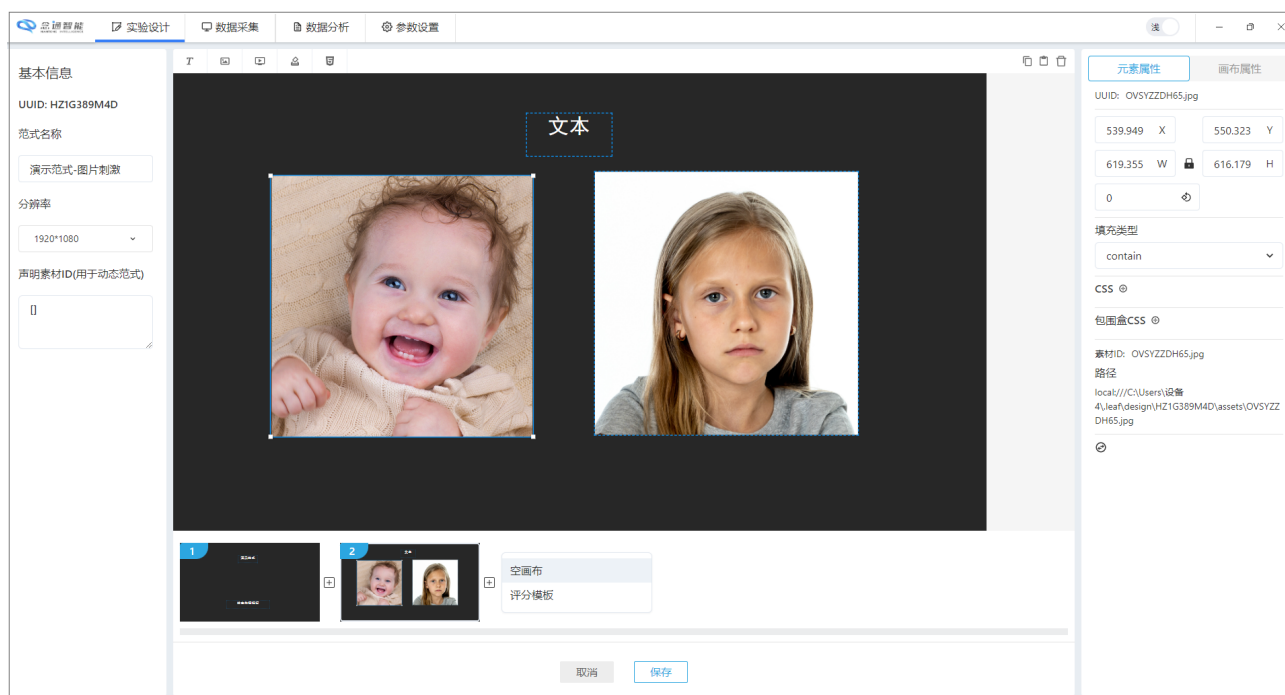 念通智能
实验设计
数据采集
数据分析
参数设置
浅
基本信息
UUID: HZ1G389M4D
范式名称
演示范式-图片刺激
分辨率
1920*1080
声明素材ID(用于动态范式)
[]
T
文本
元素属性
画布属性
UUID: OVSYZZDH65.jpg
539.949 X
550.323 Y
619.355 W
616.179 H
0
填充类型
contain
CSS
包围盒CSS
素材ID: OVSYZZDH65.jpg
路径
local:///C:\Users\设备
4\.leaf\design\HZ1G389M4D\assets\OVSYZZ
DH65.jpg
1
2
文本
空画布
评分模板
取消
保存